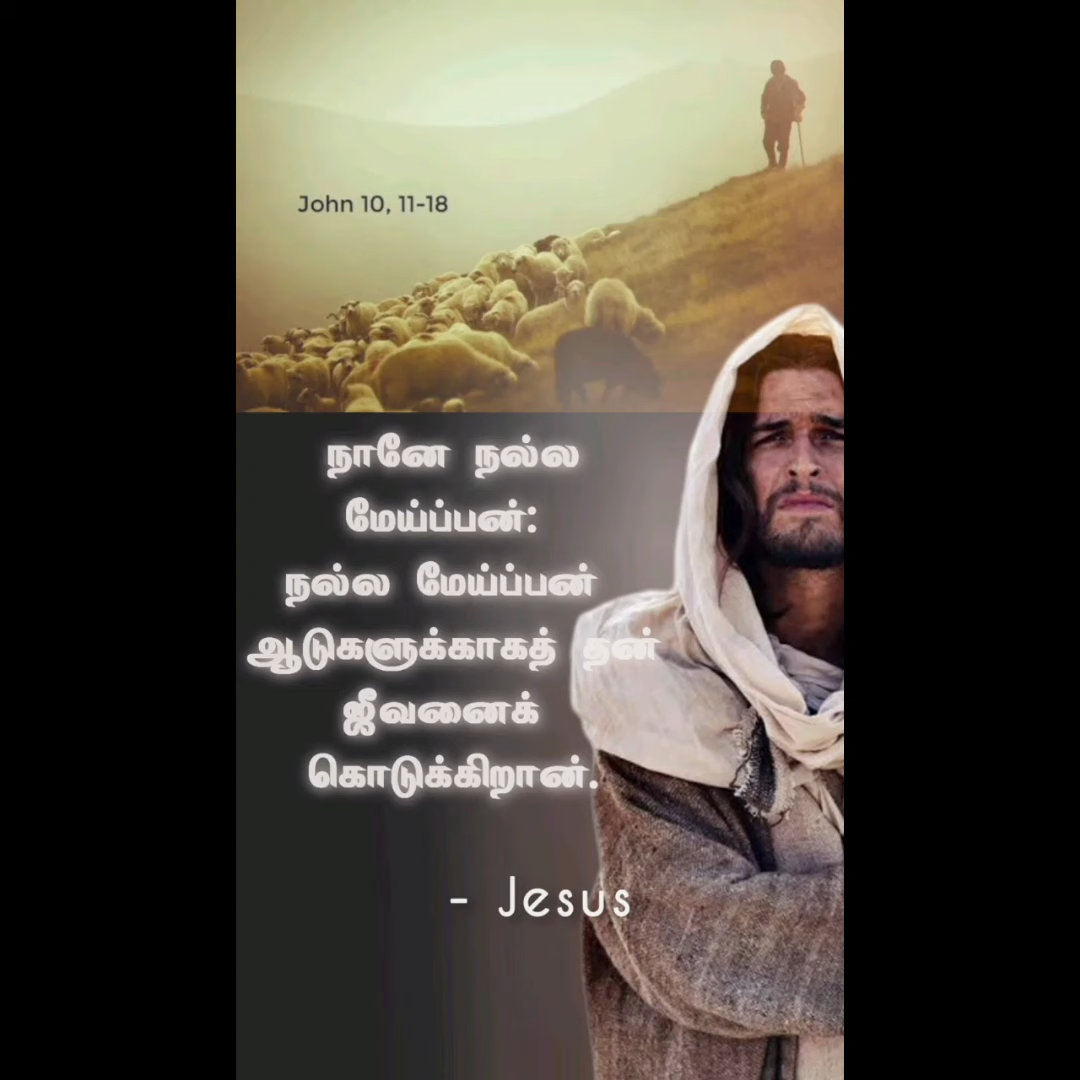 John 10, 11-18
நானே நல்ல
மேய்ப்பன்:
நல்ல மேய்ப்பன்
ஆடுகளுக்காகத் தன்
ஜீவனைக்
கொடுக்கிறான்.
- Jesus